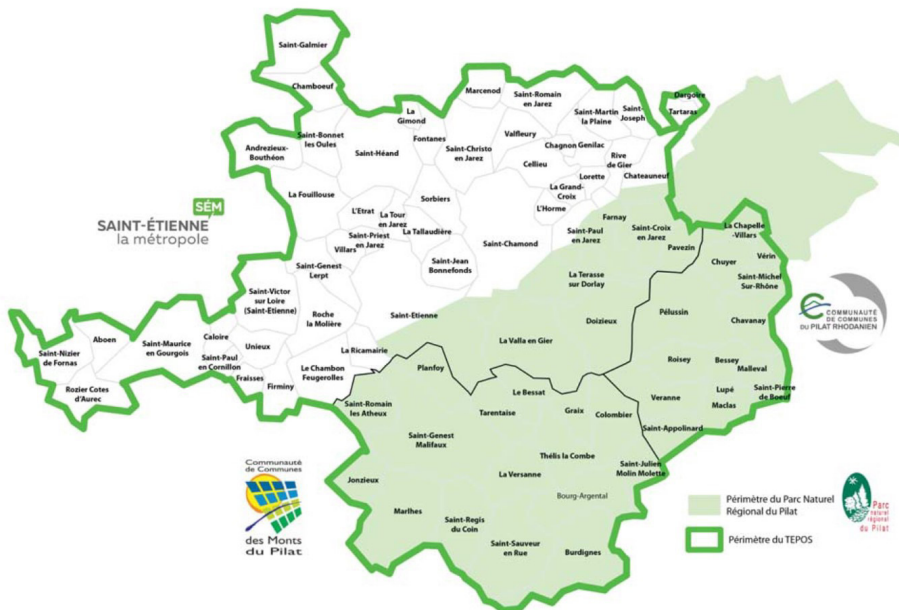 Saint-Galmier
Chamboeuf
Marcenod
Saint-Romain
en Jarez
Dargoire
Tartaras
Saint-Martin
la Plaine
Saint-
Joseph
La
Gimond
Saint-Bonnet
les Oules
Fontanes
Valfleury
Andrezieux-
Bouthéon
Saint-Héand
Saint-Christo
en Jarez
Chagnon
Genilac
Cellieu
Rive
de Gier
Lorette
Chateauneuf
La Fouillouse
La Grand-
Croix
L'Horme
Sorbiers
L'Etrat
La Tour
en Jarez
Farnay
SÉM
SAINT-ÉTIENNE
la métropole
La Tallaudière
Saint-Priest
en Jarez
Villars
Saint-Chamond
Saint-Paul
en Jarez
Saint-Croix
en Jarez
Pavezin
La Chapelle
-Villars
Vérin
Chuyer
Saint-Jean
Bonnefonds
Saint-Genest
Lerpt
Saint-Michel
Sur-Rhône
La Terasse
sur Dorlay
Saint-Victor
sur Loire
(Saint-Etienne)
COMMUNAUTÉ
DE COMMUNES
DU PILAT RHODANIEN
Pélussin
Chavanay
Roche
la Molière
Saint-Etienne
Doizieux
Aboen
Saint-Maurice
en Gourgois
Caloire
Unieux
La Valla en Gier
Saint-Nizier
de Fornas
Saint-Paul
en Cornillon
La Ricamairie
Roisey
Bessey
Malleval
Le Chambon
Feugerolles
Planfoy
Fraisses
Firminy
Rozier Cotes
d'Aurec
Le Bessat
Lupé
Saint-Pierre
de Boeuf
Veranne
Maclas
Saint-Romain
les Atheux
Tarentaise
Graix
Colombier
Saint-Appolinard
Saint-Genest
Malifaux
Thélis la Combe
Saint-Julien
Molin Molette
Communauté
de Communes
des Monts
du Pilat
Jonzieux
La Versanne
Bourg-Argental
Marlhes
Saint-Regis
du Coin
Saint-Sauveur
en Rue
Burdignes
Périmètre du Parc Naturel
Régional du Pilat
Périmètre du TEPOS
Parc
naturel
régional
du Pilat